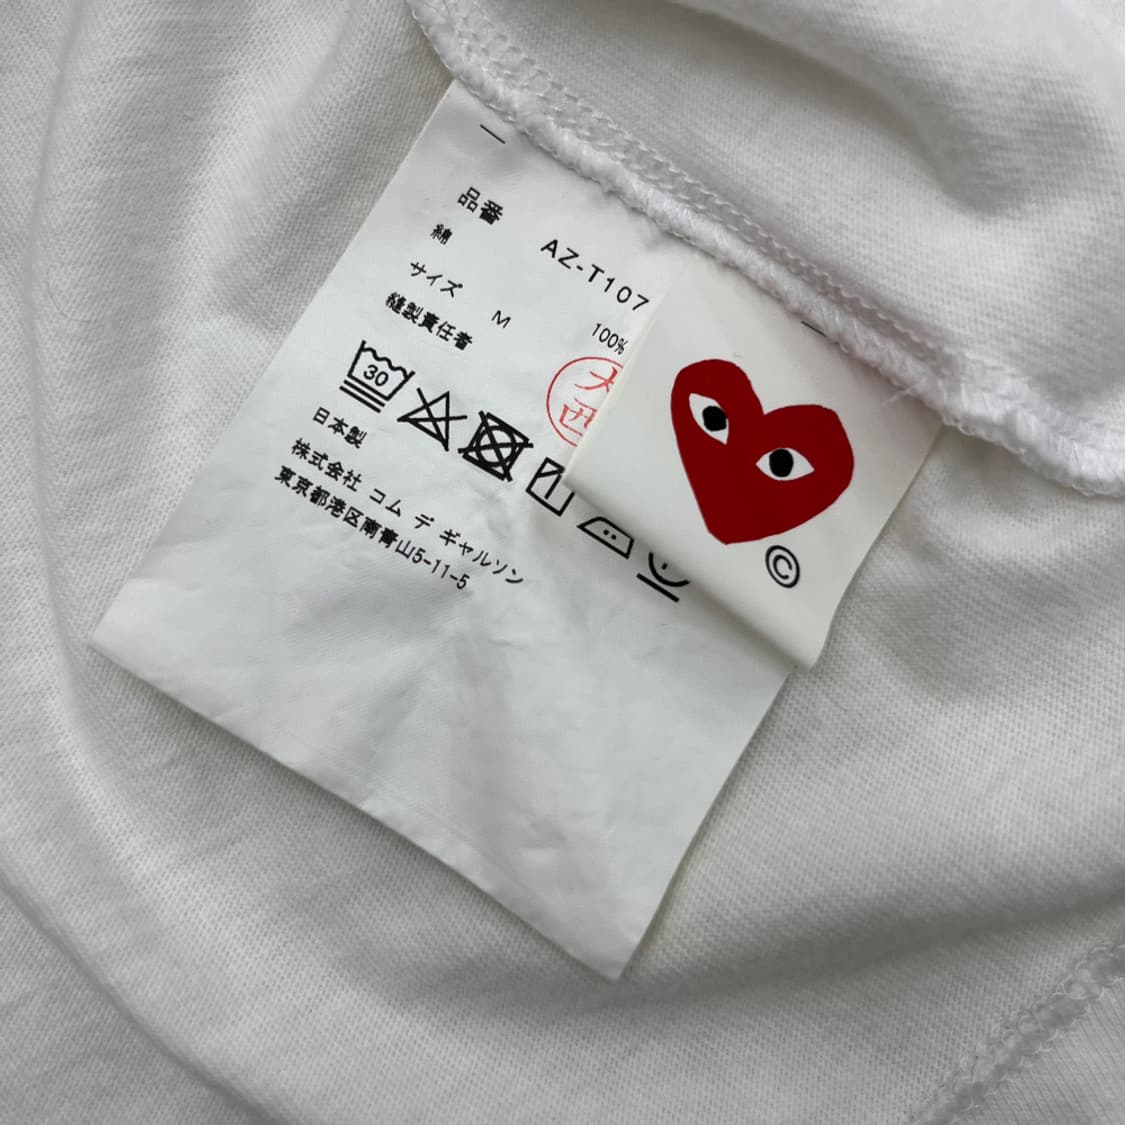 品番 AZ-T107
綿 100%
サイズ M
縫製責任者 大西
30
日本製
株式会社 コム デ ギャルソン
東京都港区南青山5-11-5
©